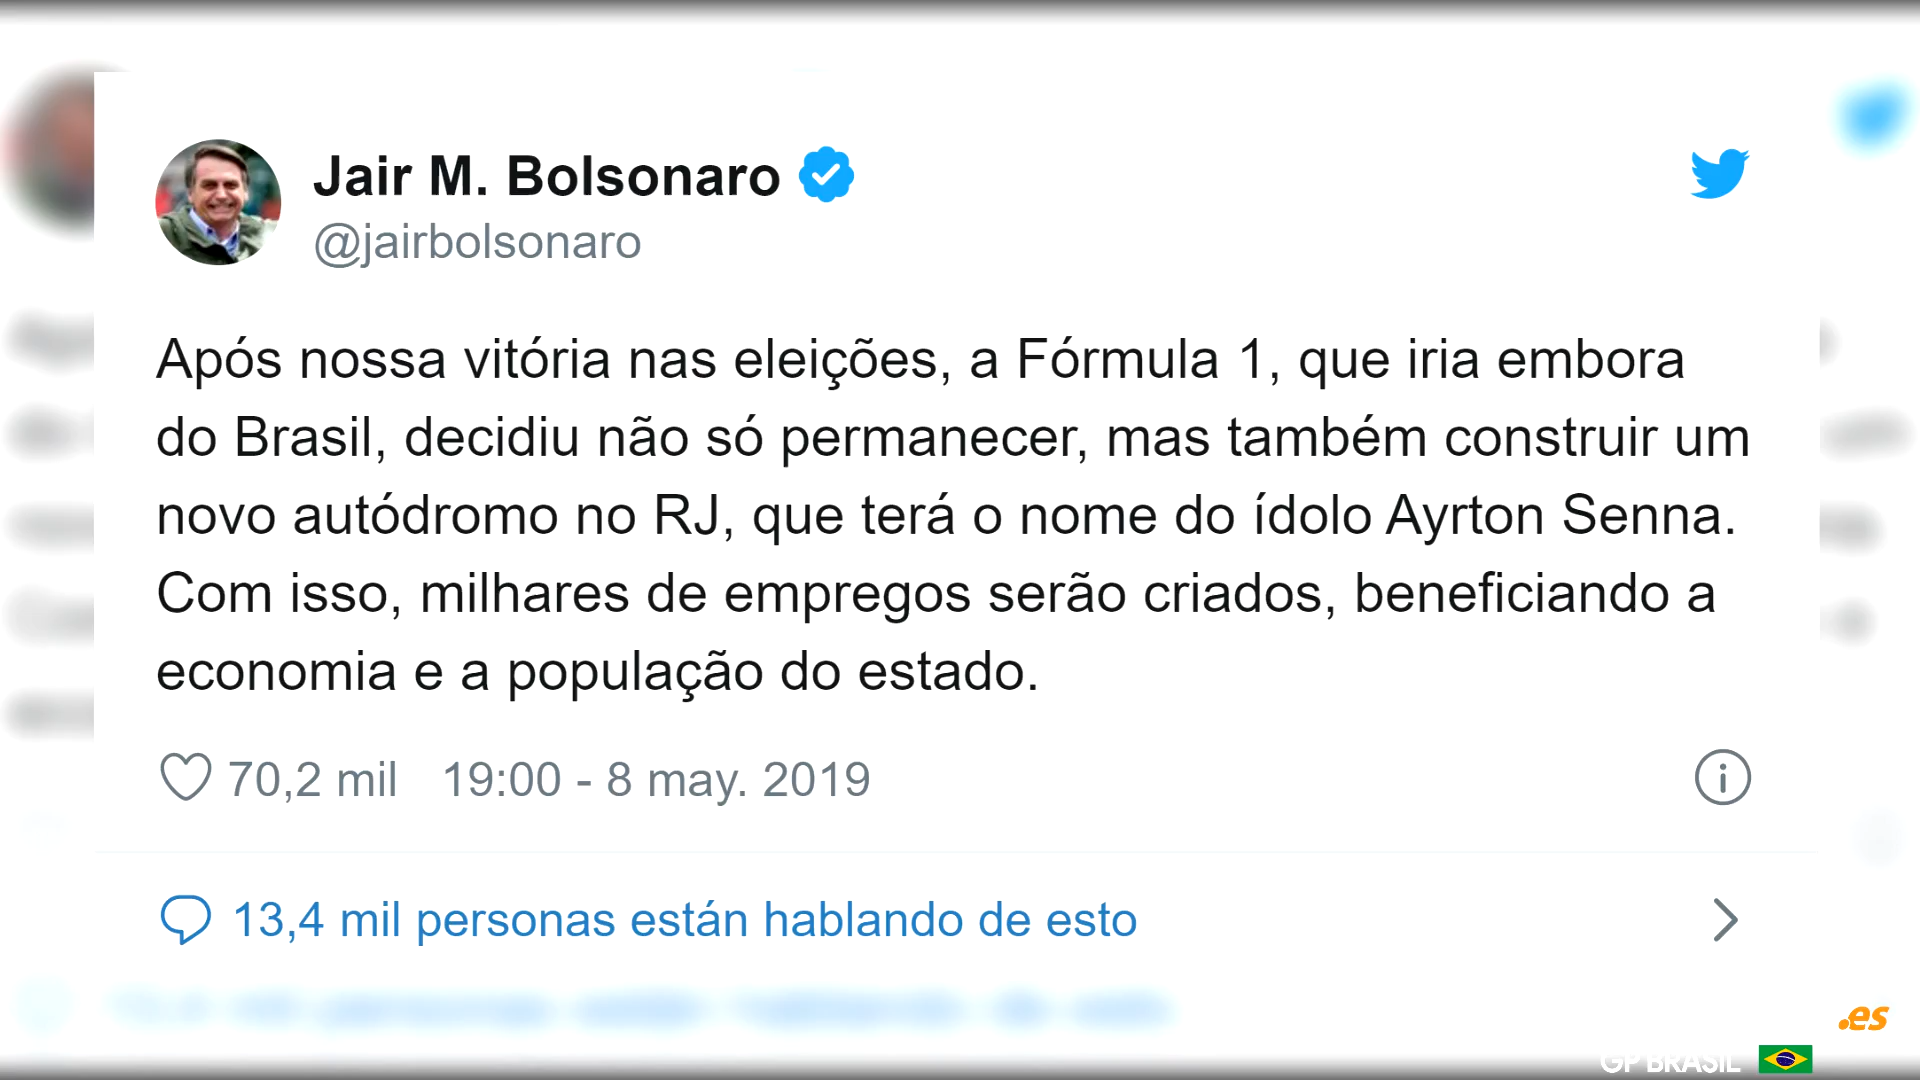 Jair M. Bolsonaro
@jairbolsonaro
Após nossa vitória nas eleições, a Fórmula 1, que iria embora
do Brasil, decidiu não só permanecer, mas também construir um
novo autódromo no RJ, que terá o nome do ídolo Ayrton Senna.
Com isso, milhares de empregos serão criados, beneficiando a
economia e a população do estado.
70,2 mil 19:00 - 8 may. 2019
13,4 mil personas están hablando de esto
.es
GP BRASIL